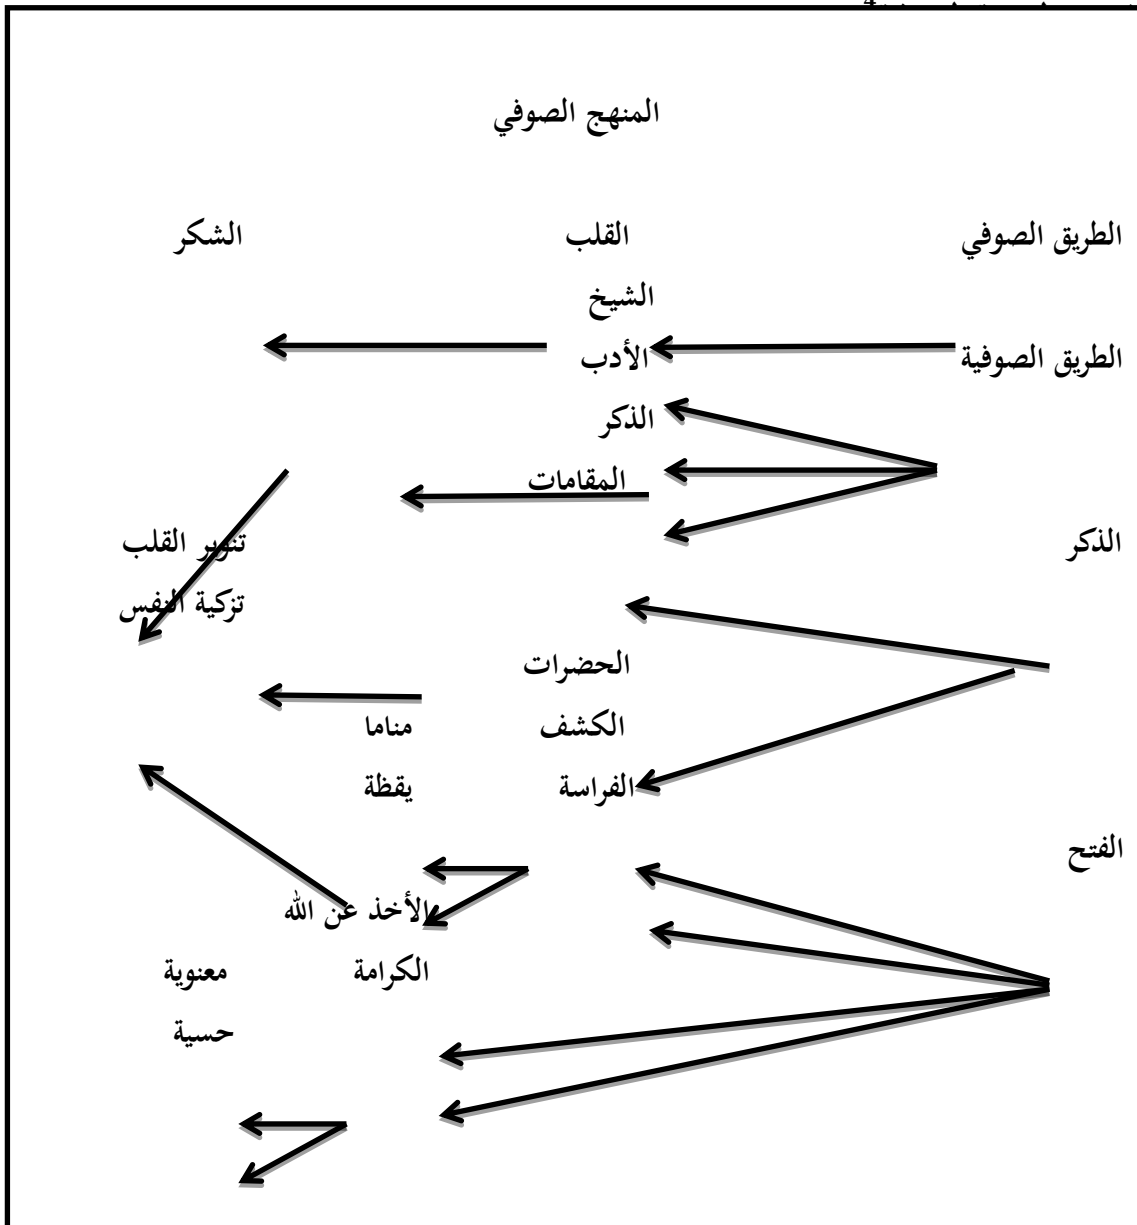 المنهج الصوفي
الطريق الصوفي القلب الشكر
الشيخ
الطريق الصوفية الأدب
الذكر
المقامات
الذكر تنوير القلب
تزكية النفس
الحضرات
الكشف مناما
الفراسة يقظة
الفتح
الأخذ عن الله
الكرامة معنوية
حسية